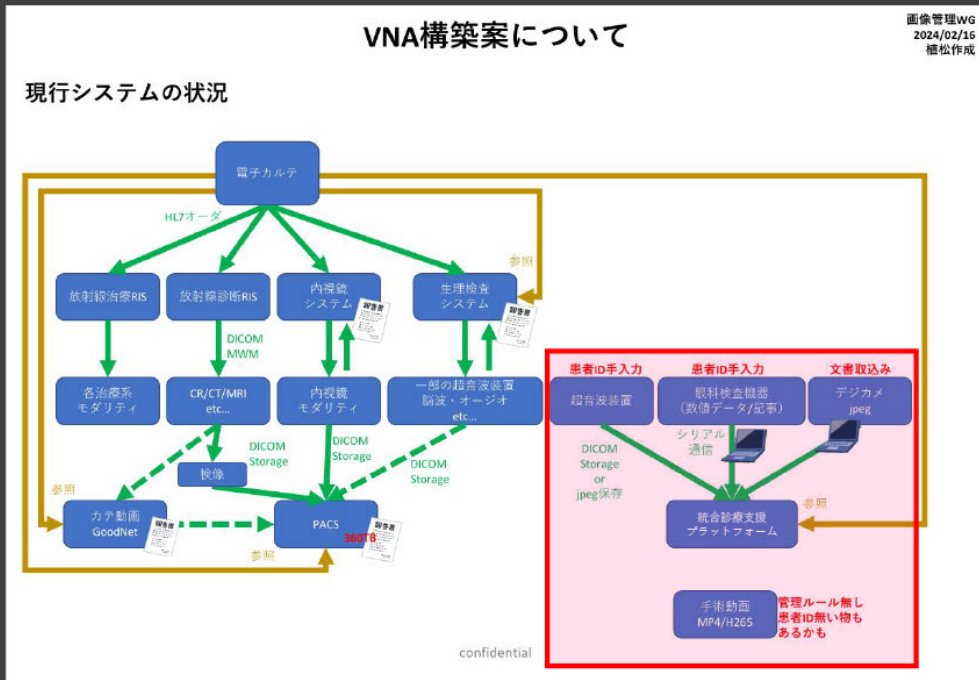 VNA構築案について
画像管理WG
2024/02/16
植松作成
現行システムの状況
電子カルテ
HL7オーダ
参照
放射線治療RIS
放射線診断RIS
内視鏡
システム
報告書
生理検査
システム
報告書
DICOM
MWM
各治療系
モダリティ
CR/CT/MRI
etc...
内視鏡
モダリティ
一部の超音波装置
脳波・オージオ
etc...
患者ID手入力
患者ID手入力
文書取込み
超音波装置
眼科検査機器
(数値データ/記事)
デジカメ
jpeg
DICOM
Storage
DICOM
Storage
DICOM
Storage
DICOM
Storage
or
jpeg保存
シリアル
通信
検像
参照
カテ動画
GoodNet
報告書
PACS
360TB
報告書
参照
統合診療支援
プラットフォーム
参照
手術動画
MP4/H265
管理ルール無し
患者ID無い物も
あるかも
confidential